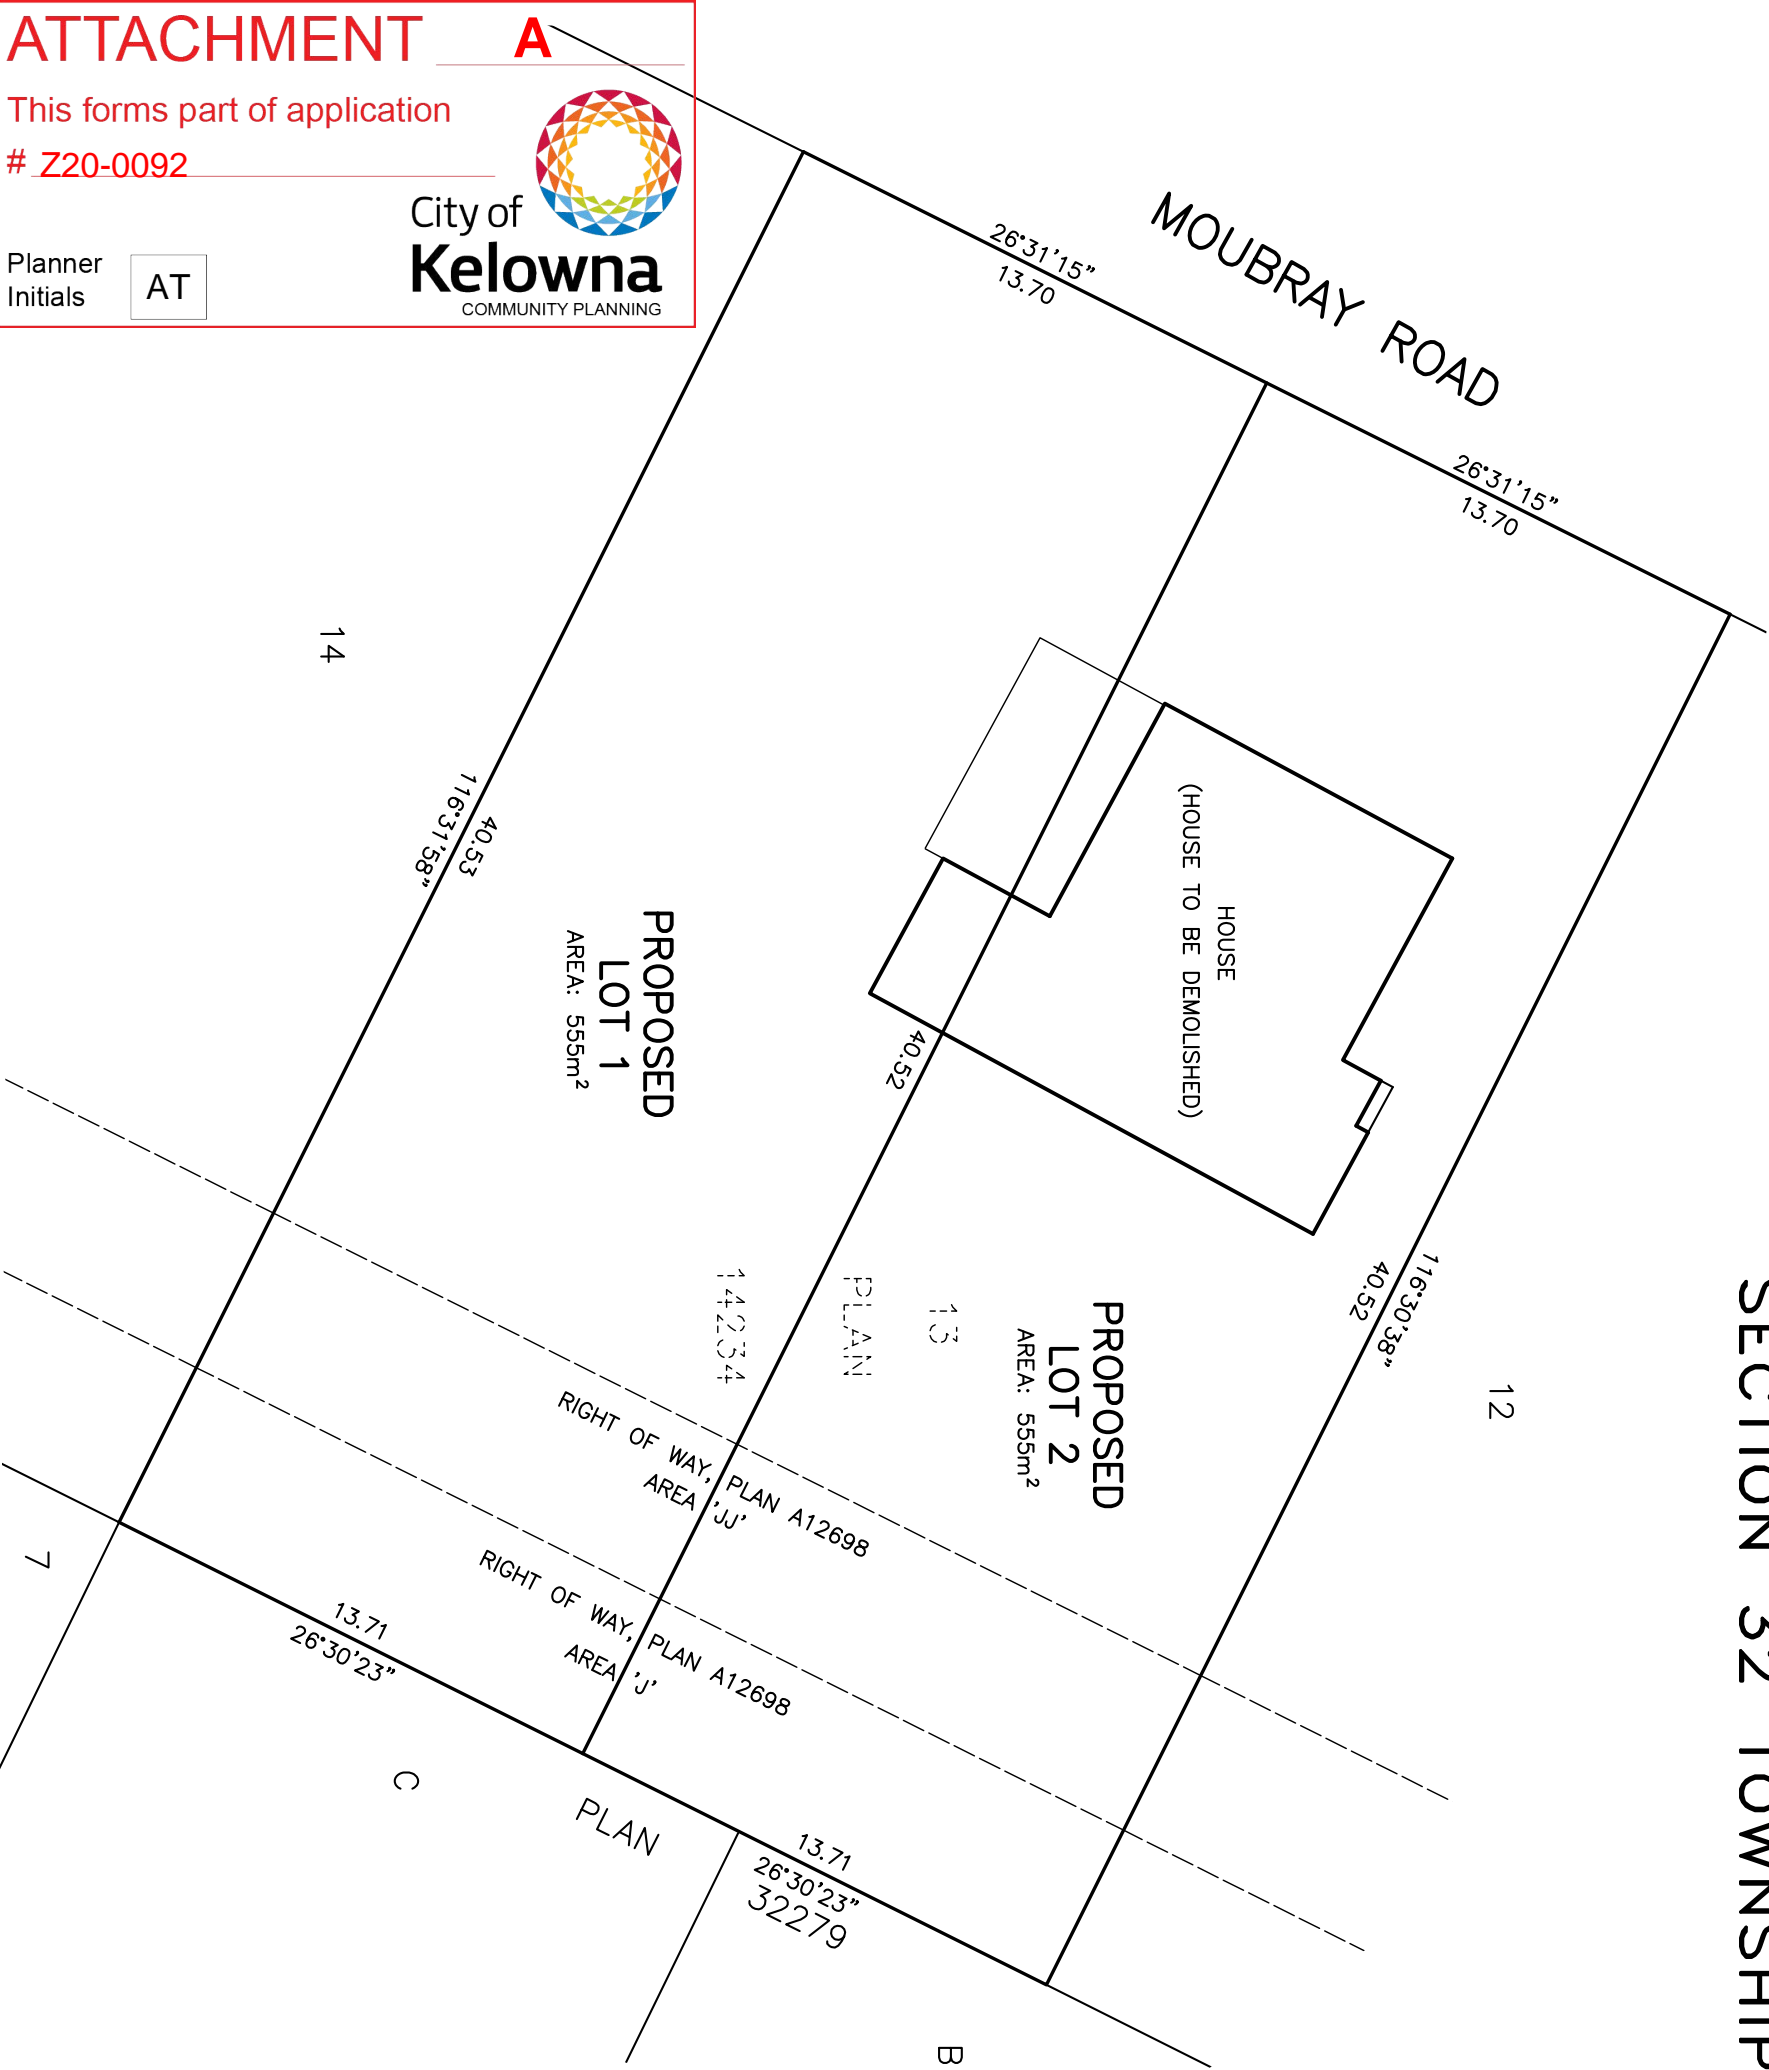 ATTACHMENT A
This forms part of application
# Z20-0092
City of
Kelowna
COMMUNITY PLANNING
Planner
Initials
AT
MOUBRAY ROAD
26°31'15"
13.70
26°31'15"
13.70
14
40.53
116°31'58"
HOUSE
(HOUSE TO BE DEMOLISHED)
PROPOSED
LOT 1
AREA: 555m²
40.52
116°30'38"
40.52
12
PROPOSED
LOT 2
AREA: 555m²
13
PLAN
14234
RIGHT OF WAY, PLAN A12698
AREA 'JJ'
RIGHT OF WAY, PLAN A12698
AREA 'J'
7
13.71
26°30'23"
13.71
26°30'23"
C
PLAN
32279
B
SECTION 32 TOWNSHIP